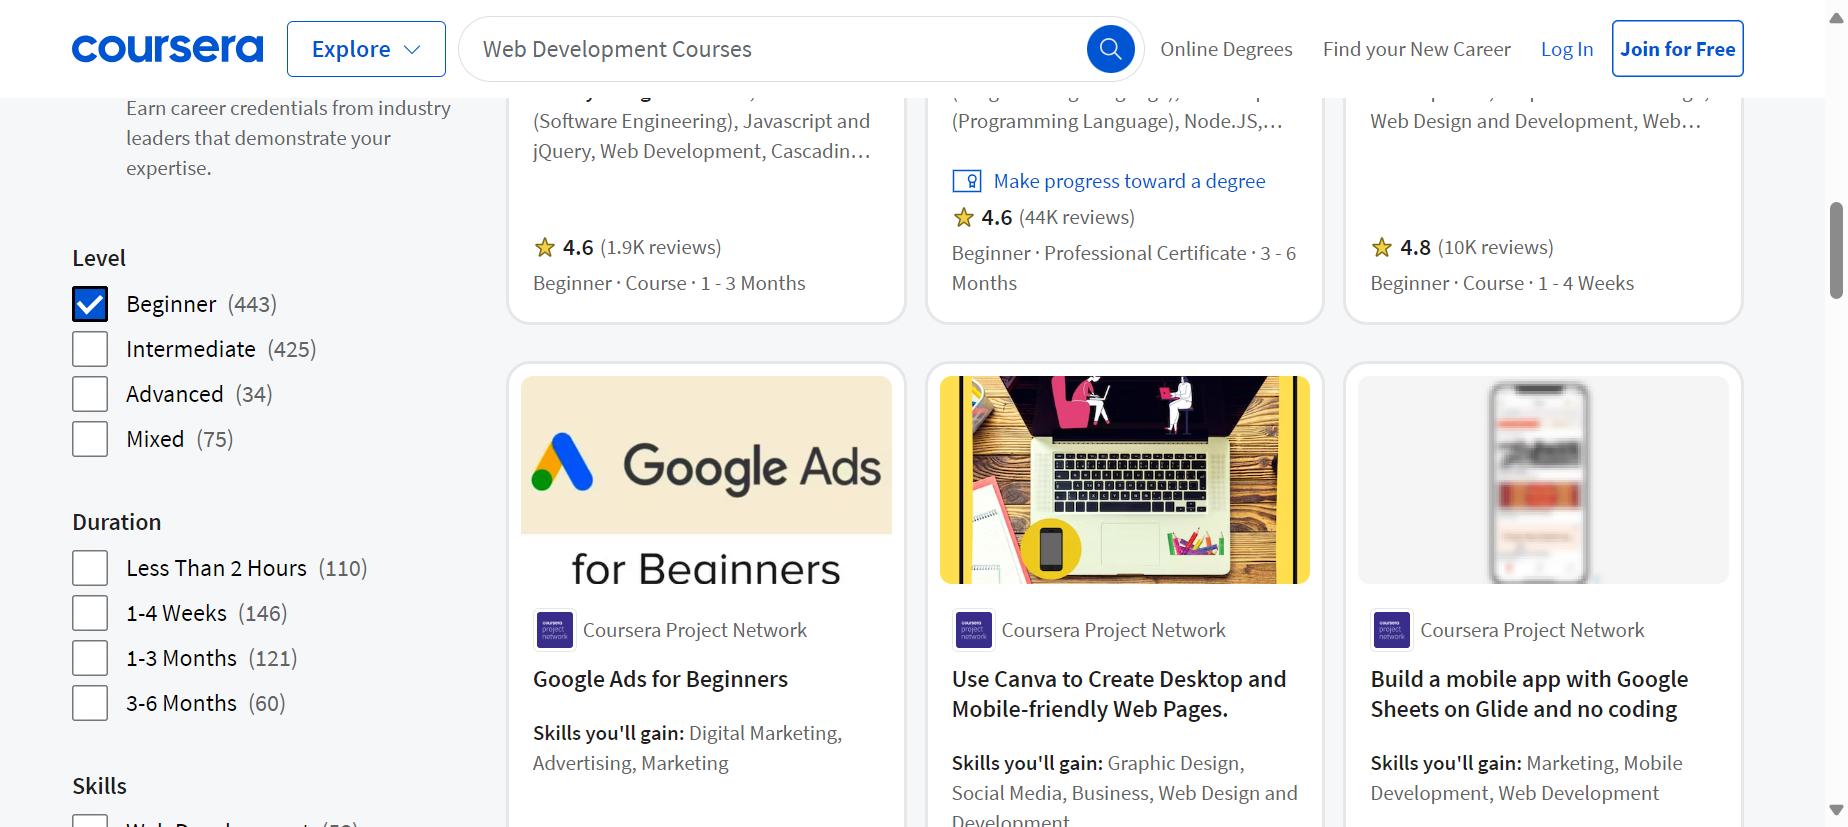 coursera
Explore
Web Development Courses
Online Degrees
Find your New Career
Log In
Join for Free
Earn career credentials from industry
leaders that demonstrate your
expertise.
Level
Beginner (443)
Intermediate (425)
Advanced (34)
Mixed (75)
Duration
Less Than 2 Hours (110)
1-4 Weeks (146)
1-3 Months (121)
3-6 Months (60)
Skills
(Software Engineering), Javascript and
jQuery, Web Development, Cascadin...
4.6 (1.9K reviews)
Beginner · Course · 1 - 3 Months
(Programming Language), Node.JS,...
Make progress toward a degree
4.6 (44K reviews)
Beginner · Professional Certificate · 3 - 6
Months
Web Design and Development, Web...
4.8 (10K reviews)
Beginner · Course · 1 - 4 Weeks
Google Ads
for Beginners
coursera
project
network
Coursera Project Network
Google Ads for Beginners
Skills you'll gain: Digital Marketing,
Advertising, Marketing
coursera
project
network
Coursera Project Network
Use Canva to Create Desktop and
Mobile-friendly Web Pages.
Skills you'll gain: Graphic Design,
Social Media, Business, Web Design and
Development
coursera
project
network
Coursera Project Network
Build a mobile app with Google
Sheets on Glide and no coding
Skills you'll gain: Marketing, Mobile
Development, Web Development